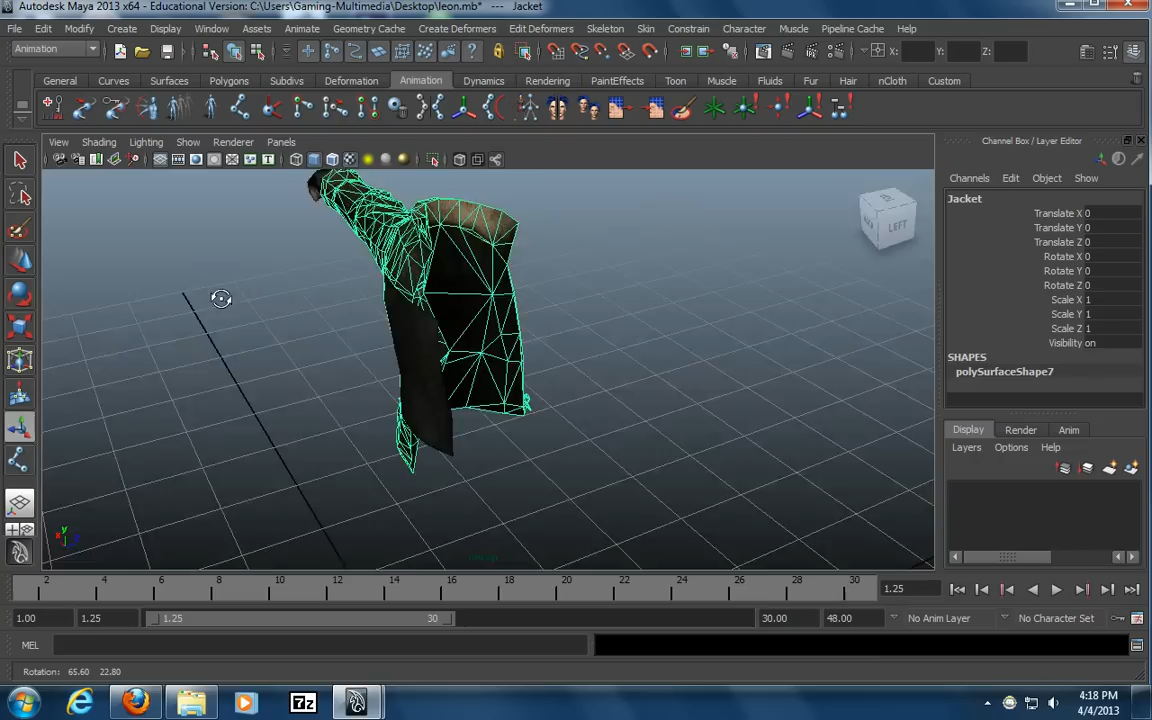 Autodesk Maya 2013 x64 - Educational Version: C:\Users\Gaming-Multimedia\Desktop\leon.mb* --- Jacket
File Edit Modify Create Display Window Assets Animate Geometry Cache Create Deformers Edit Deformers Skeleton Skin Constrain Character Muscle Pipeline Cache Help
Animation X: Y: Z:
General Curves Surfaces Polygons Subdivs Deformation Animation Dynamics Rendering PaintEffects Toon Muscle Fluids Fur Hair nCloth Custom
View Shading Lighting Show Renderer Panels
Channel Box / Layer Editor
Channels Edit Object Show
Jacket
Translate X 0
Translate Y 0
Translate Z 0
Rotate X 0
Rotate Y 0
Rotate Z 0
Scale X 1
Scale Y 1
Scale Z 1
Visibility on
SHAPES
polySurfaceShape7
LEFT
BACK
Display Render Anim
Layers Options Help
y
x
2 4 6 8 10 12 14 16 18 20 22 24 26 28 30 1.25
1.00 1.25 1.25 30 30.00 48.00 No Anim Layer No Character Set
MEL
Rotation: 65.60 22.80
7z
4:18 PM
4/4/2013